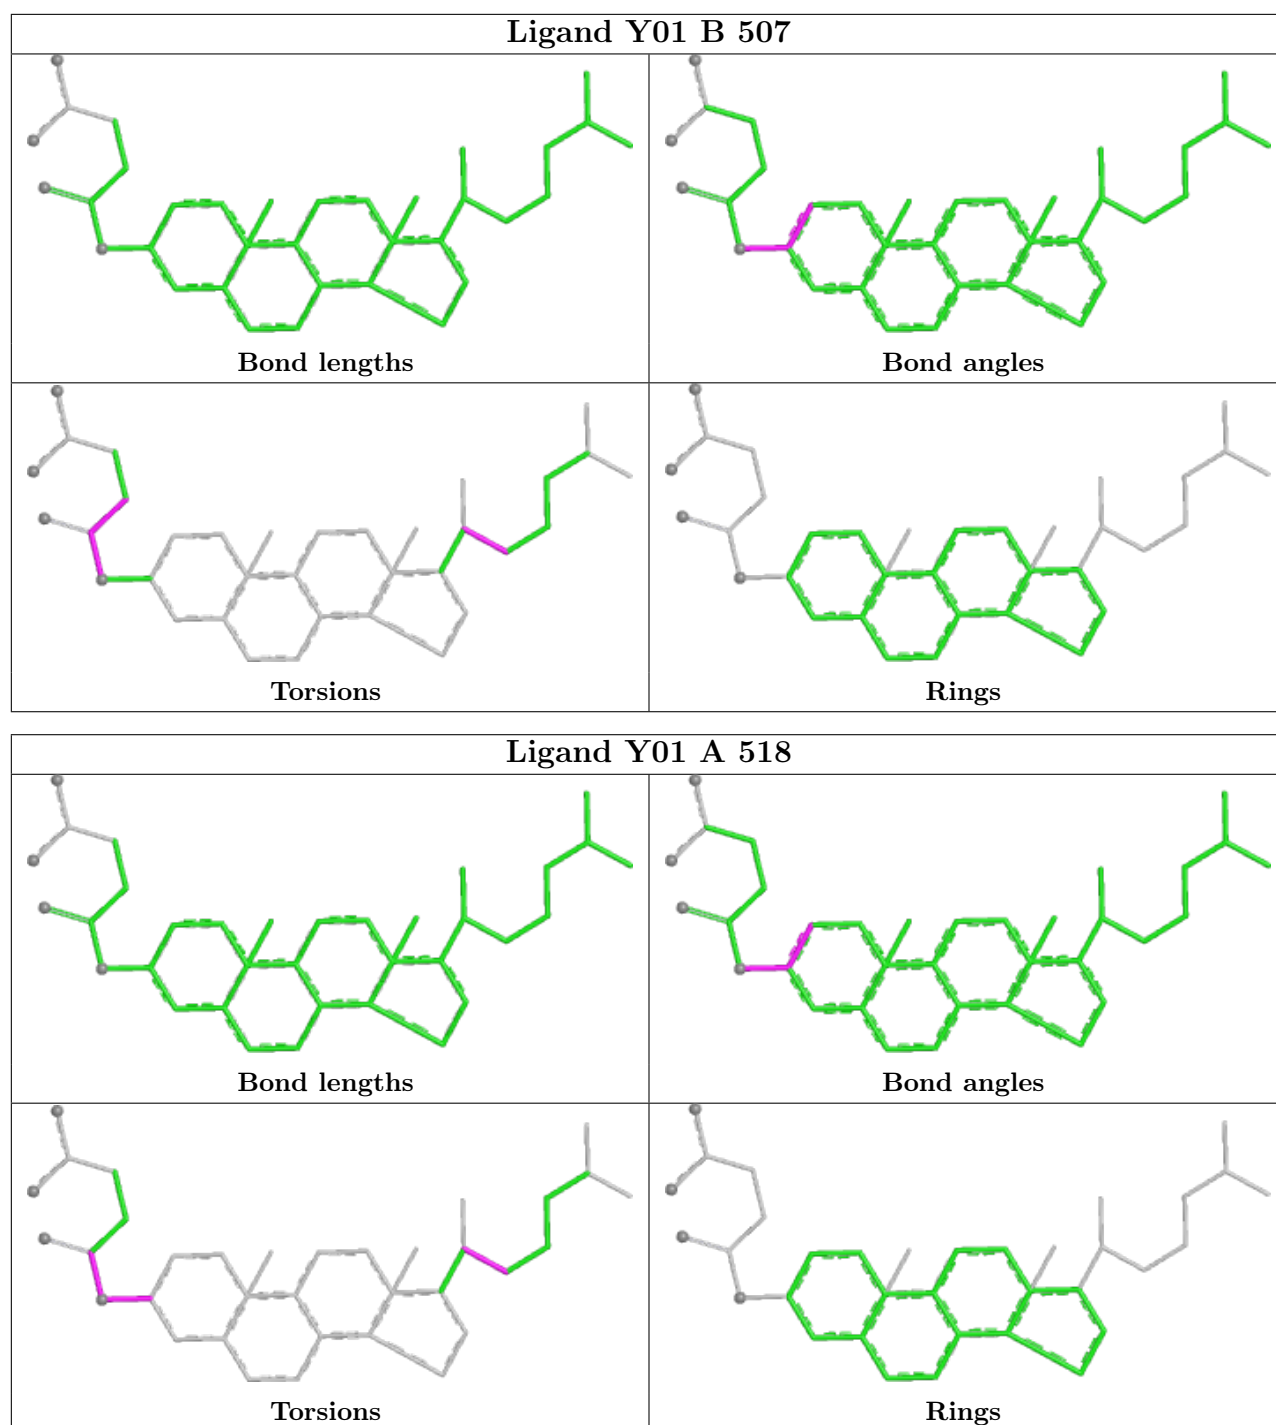 Ligand Y01 B 507
Bond lengths
Bond angles
Torsions
Rings
Ligand Y01 A 518
Bond lengths
Bond angles
Torsions
Rings